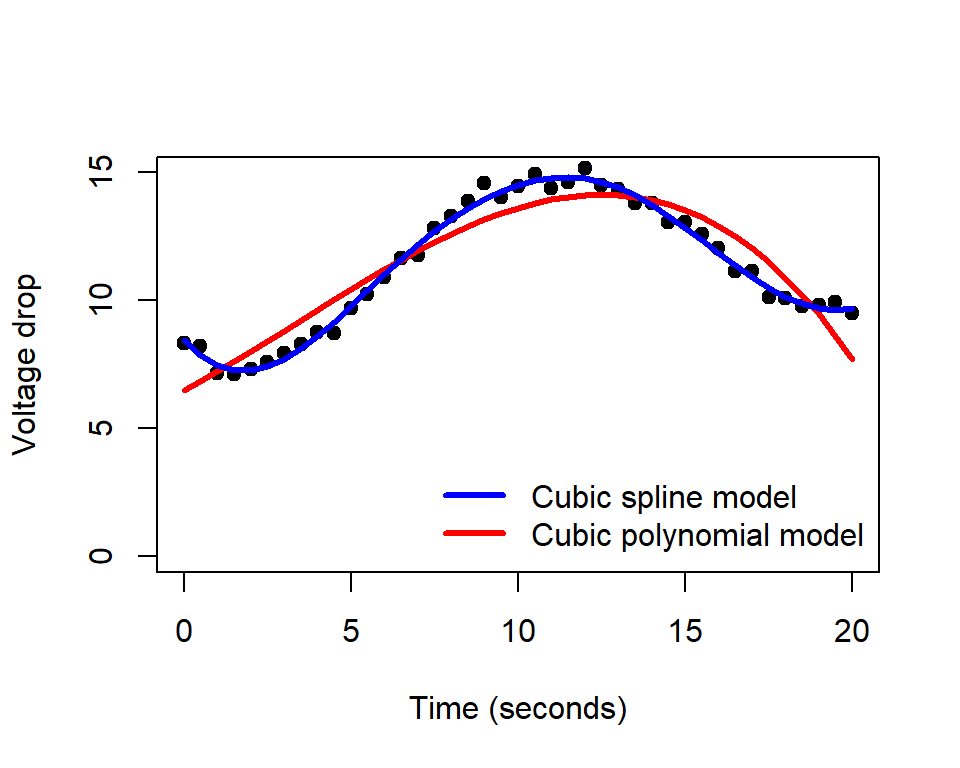 Voltage drop
15
10
5
0
Cubic spline model
Cubic polynomial model
0 5 10 15 20
Time (seconds)